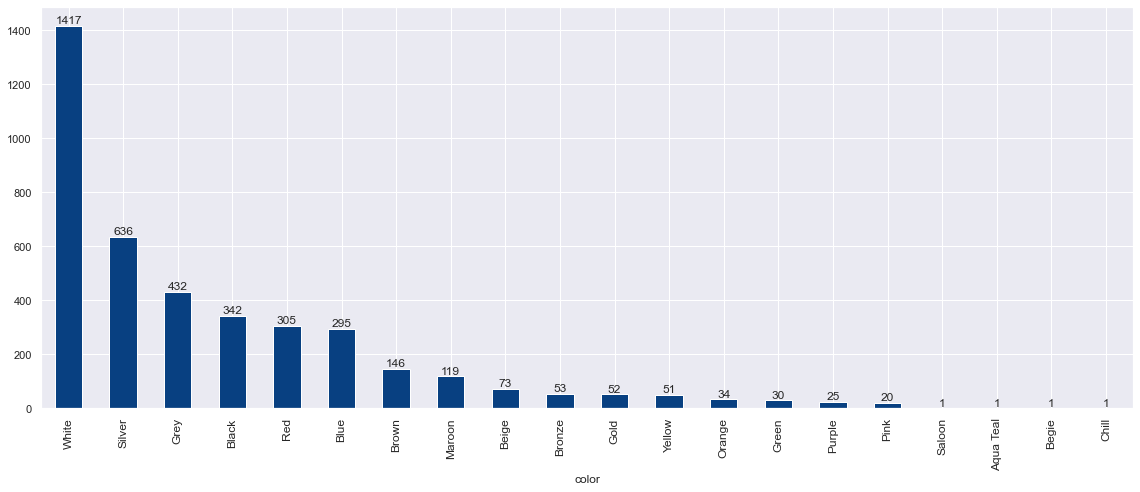 1417
1400
1200
1000
800
636
600
432
400
342
305
295
200
146
119
73
53
52
51
34
30
25
20
1
1
1
1
0
White
Silver
Grey
Black
Red
Blue
Brown
Maroon
Beige
Bronze
Gold
Yellow
Orange
Green
Purple
Pink
Saloon
Aqua Teal
Begie
Chill
color